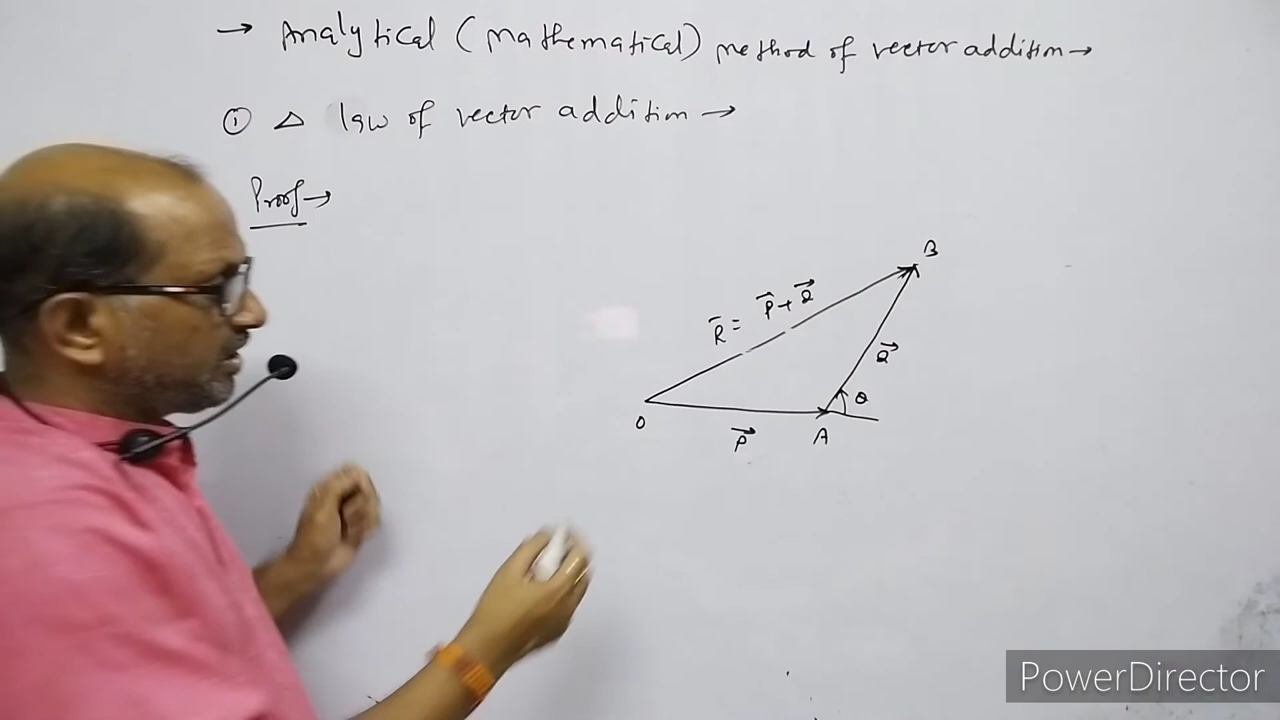 → Analytical (Mathematical) method of vector addition →
① △ law of vector addition →
Proof →
B
R⃗ = P⃗ + Q⃗
Q⃗
θ
O
P⃗
A
PowerDirector